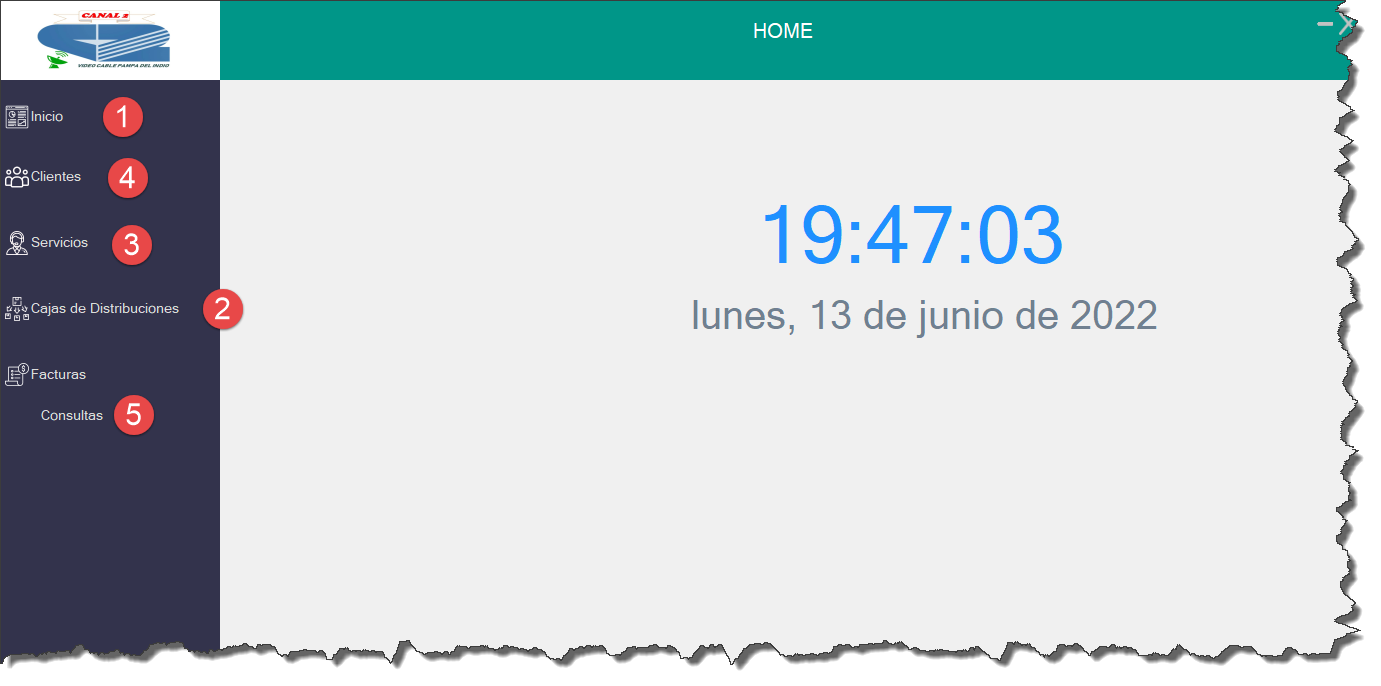 CANAL 2
VIDEO CABLE PAMPA DEL INDIO
HOME
Inicio 1
Clientes 4
Servicios 3
Cajas de Distribuciones 2
Facturas
Consultas 5
19:47:03
lunes, 13 de junio de 2022